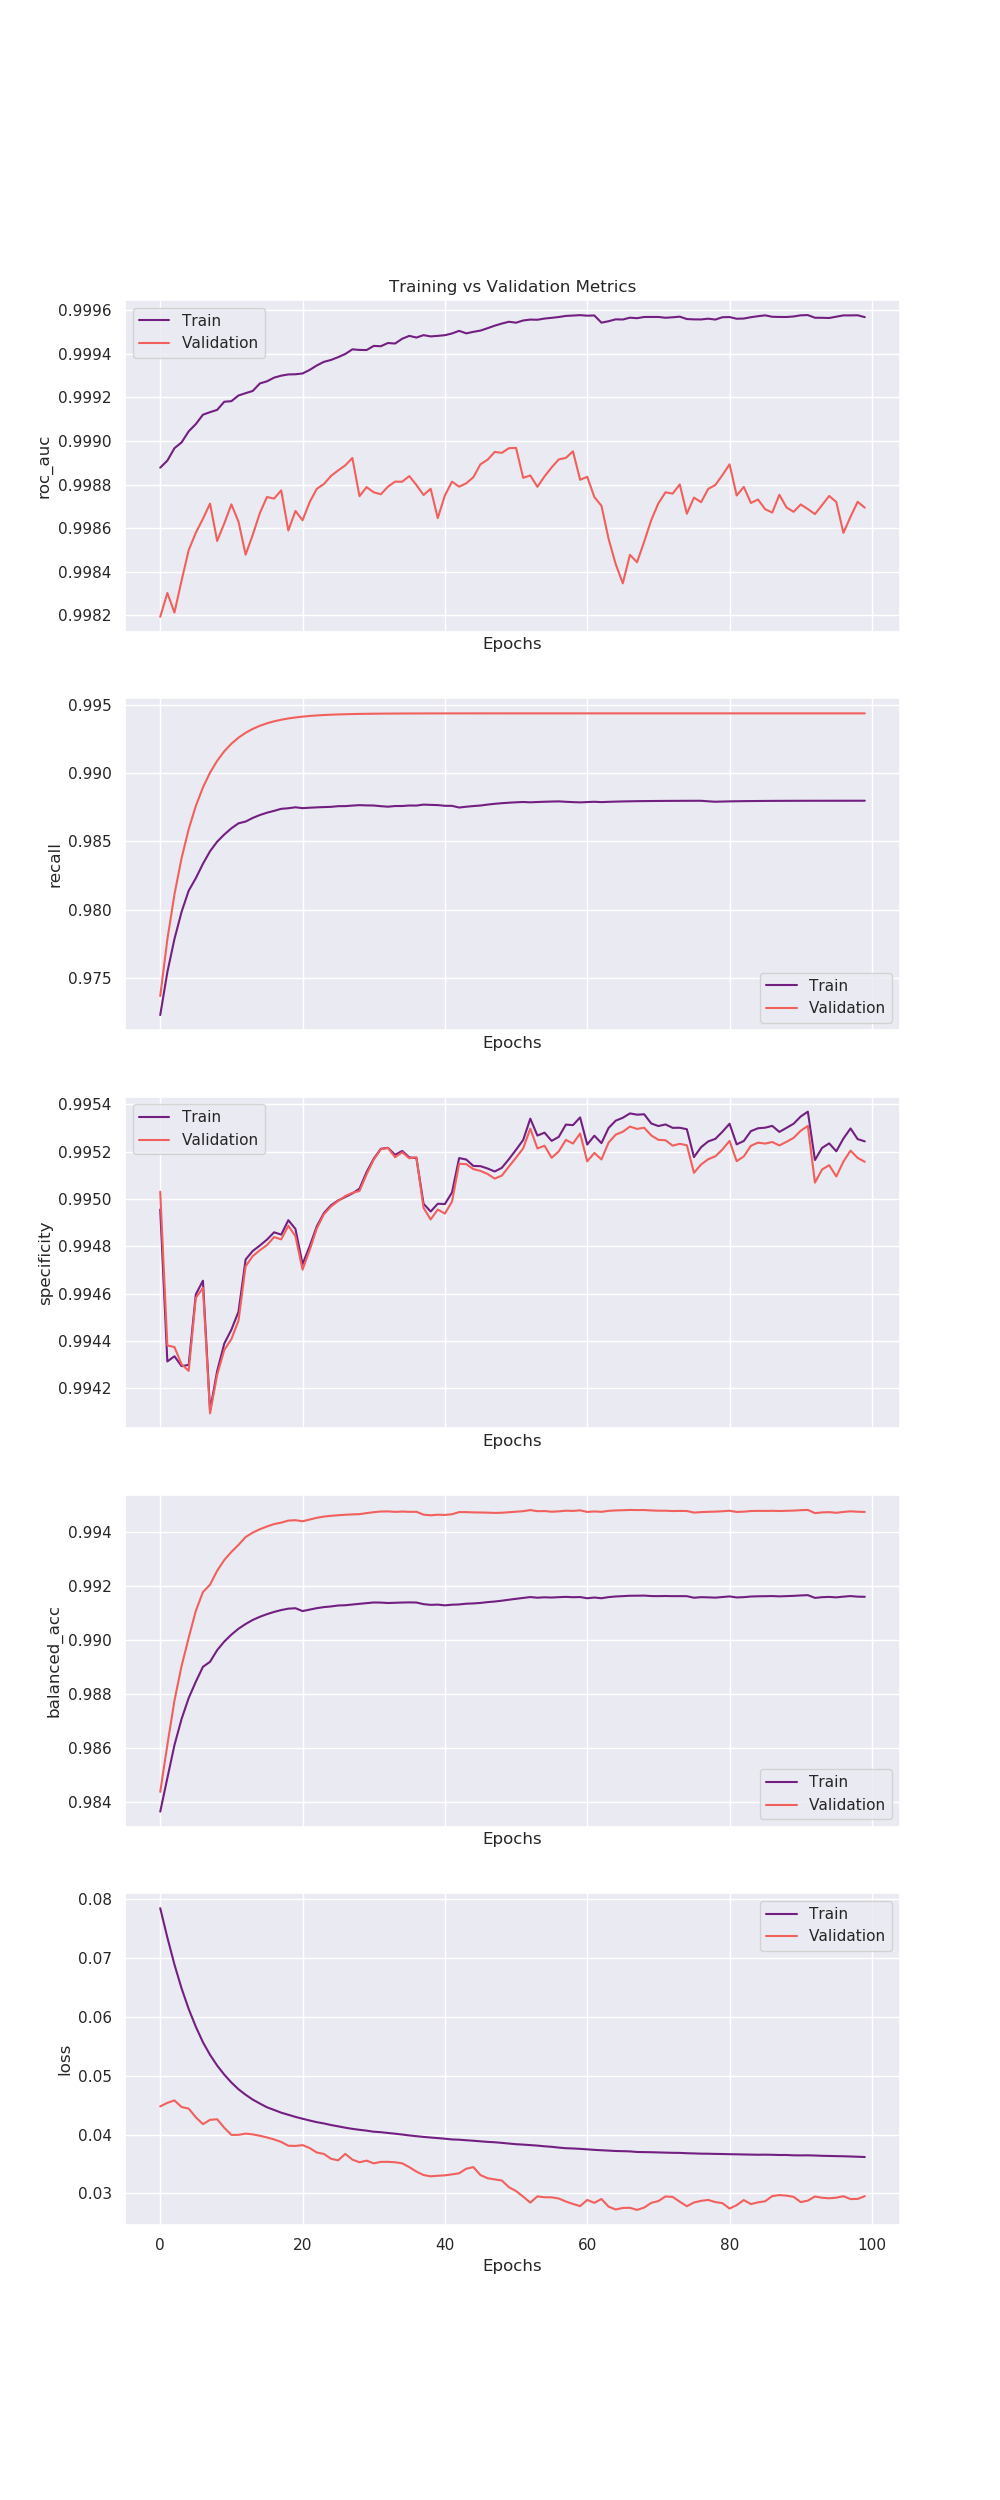 Training vs Validation Metrics
Train
Validation
0.9996
0.9994
0.9992
0.9990
0.9988
0.9986
0.9984
0.9982
roc_auc
Epochs
0.995
0.990
0.985
0.980
0.975
recall
Train
Validation
Epochs
Train
Validation
0.9954
0.9952
0.9950
0.9948
0.9946
0.9944
0.9942
specificity
Epochs
0.994
0.992
0.990
0.988
0.986
0.984
balanced_acc
Train
Validation
Epochs
Train
Validation
0.08
0.07
0.06
0.05
0.04
0.03
loss
0 20 40 60 80 100
Epochs